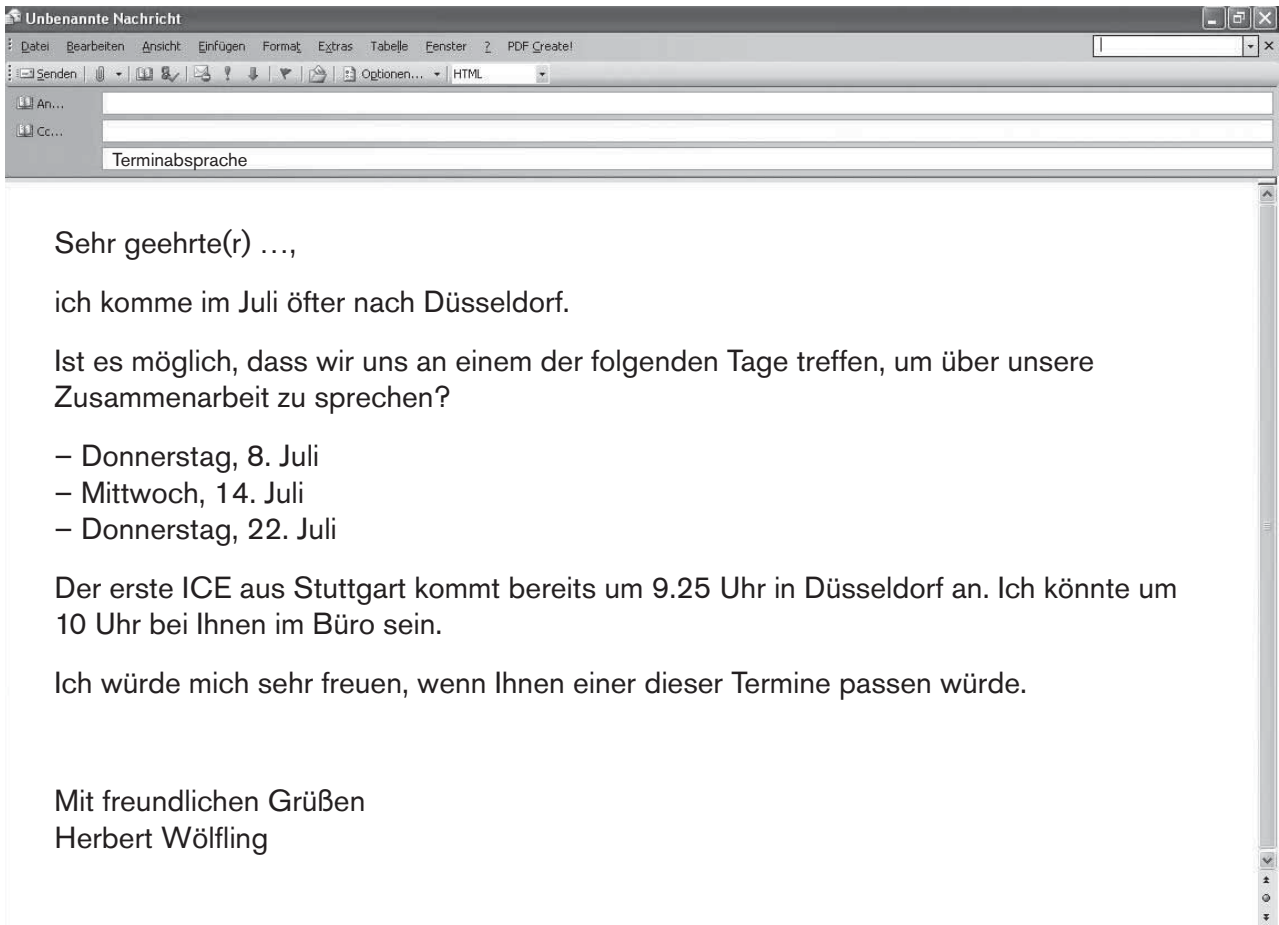 Unbenannte Nachricht
Datei Bearbeiten Ansicht Einfügen Format Extras Tabelle Fenster ? PDF Create!
Senden Optionen... HTML
An...
Cc...
Terminabsprache
Sehr geehrte(r) …,
ich komme im Juli öfter nach Düsseldorf.
Ist es möglich, dass wir uns an einem der folgenden Tage treffen, um über unsere
Zusammenarbeit zu sprechen?
– Donnerstag, 8. Juli
– Mittwoch, 14. Juli
– Donnerstag, 22. Juli
Der erste ICE aus Stuttgart kommt bereits um 9.25 Uhr in Düsseldorf an. Ich könnte um
10 Uhr bei Ihnen im Büro sein.
Ich würde mich sehr freuen, wenn Ihnen einer dieser Termine passen würde.
Mit freundlichen Grüßen
Herbert Wölfling